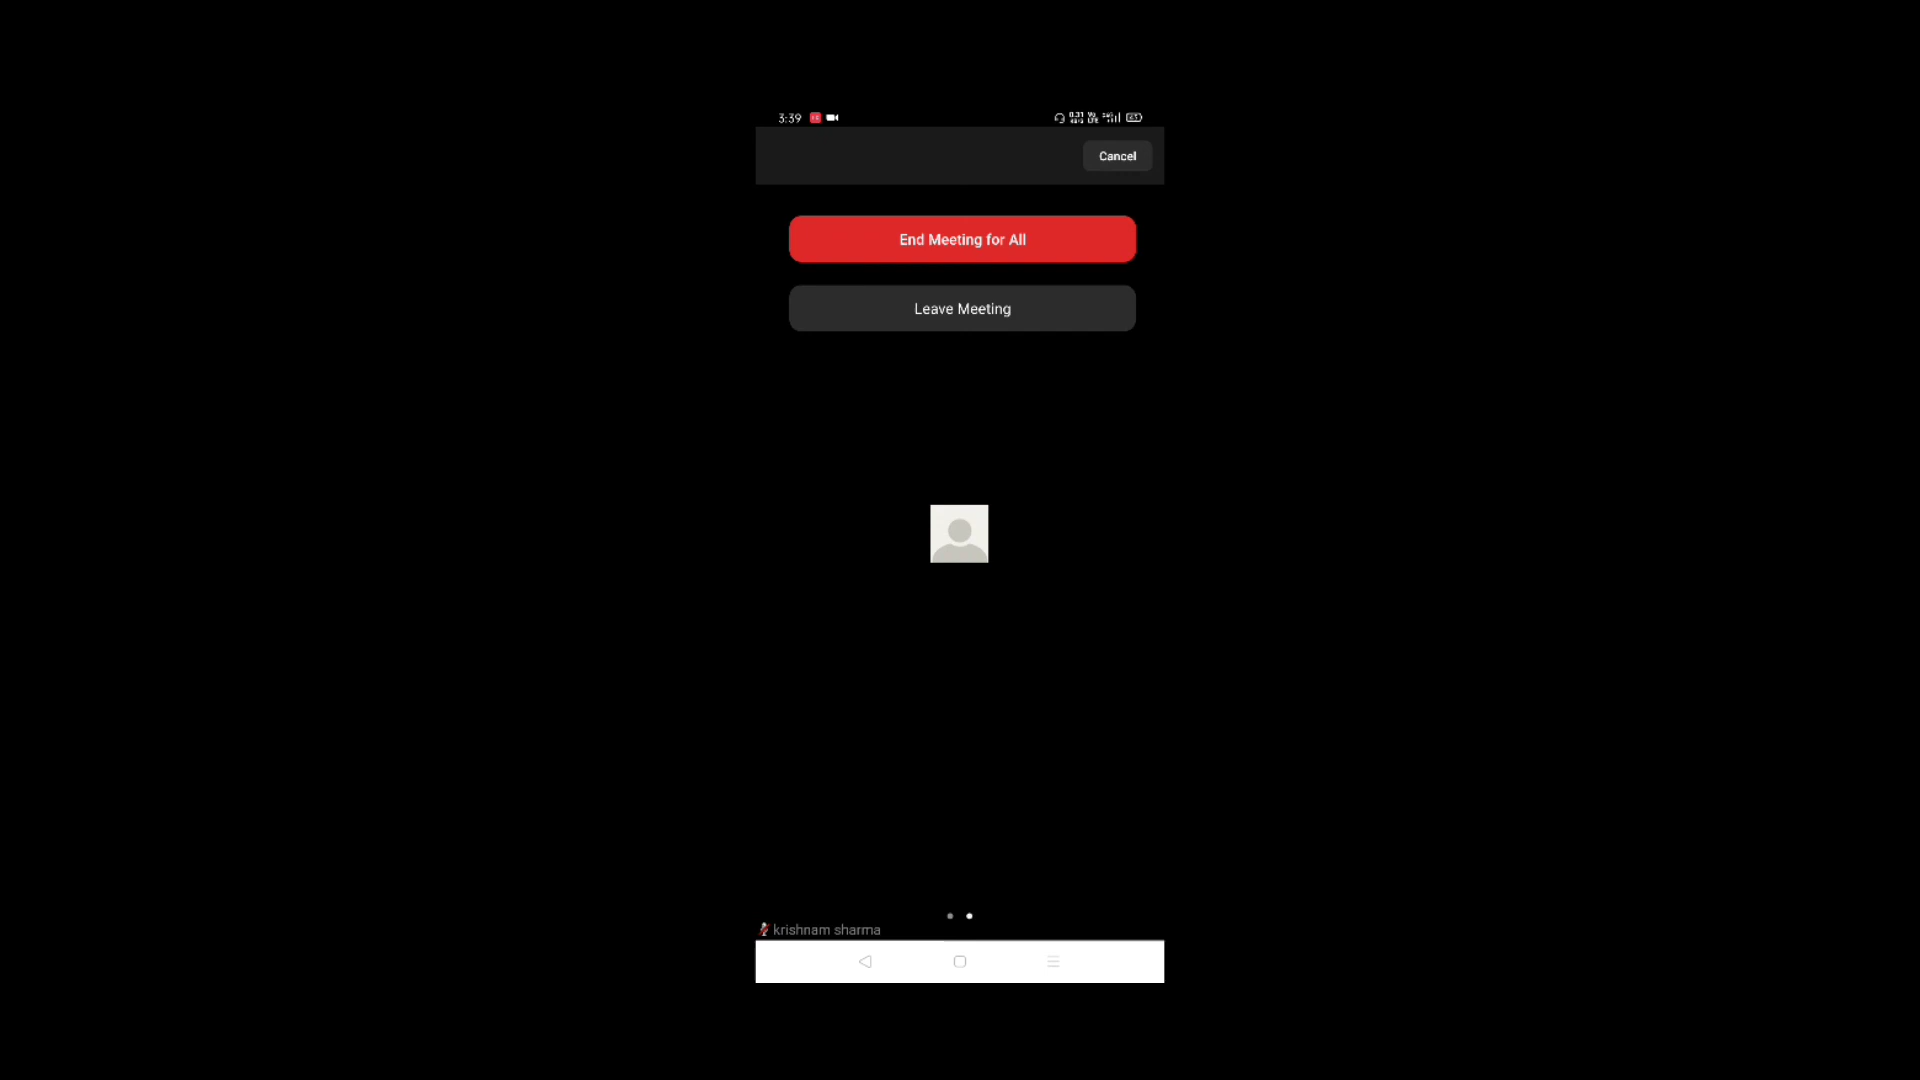 3:39
Cancel
End Meeting for All
Leave Meeting
krishnam sharma